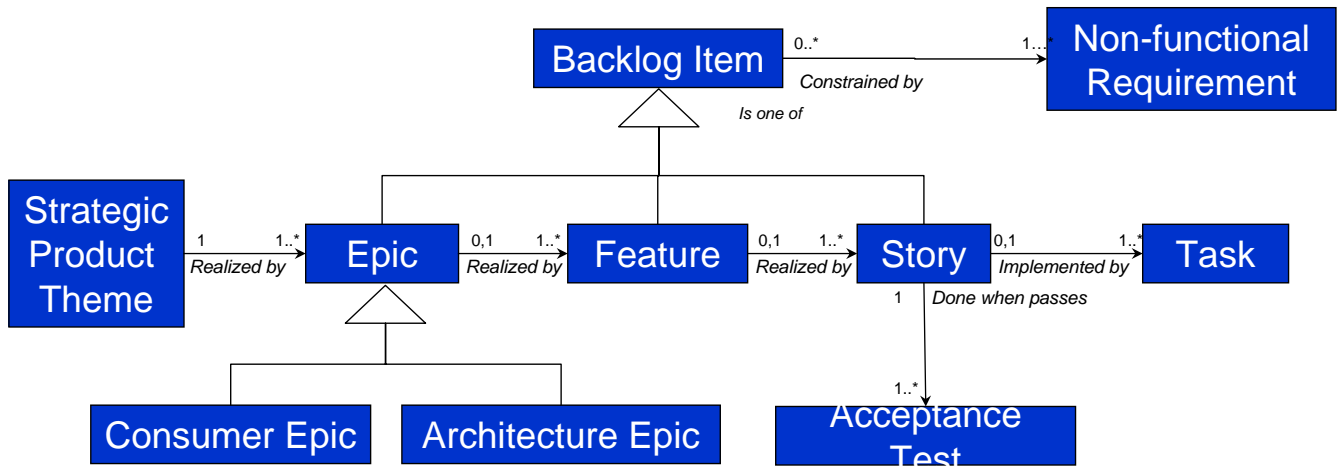 Backlog Item
0..*
1...*
Constrained by
Non-functional
Requirement
Is one of
Strategic
Product
Theme
1
1..*
Realized by
Epic
0,1
1..*
Realized by
Feature
0,1
1..*
Realized by
Story
0,1
1..*
Implemented by
Task
1
Done when passes
1..*
Consumer Epic
Architecture Epic
Acceptance
Test